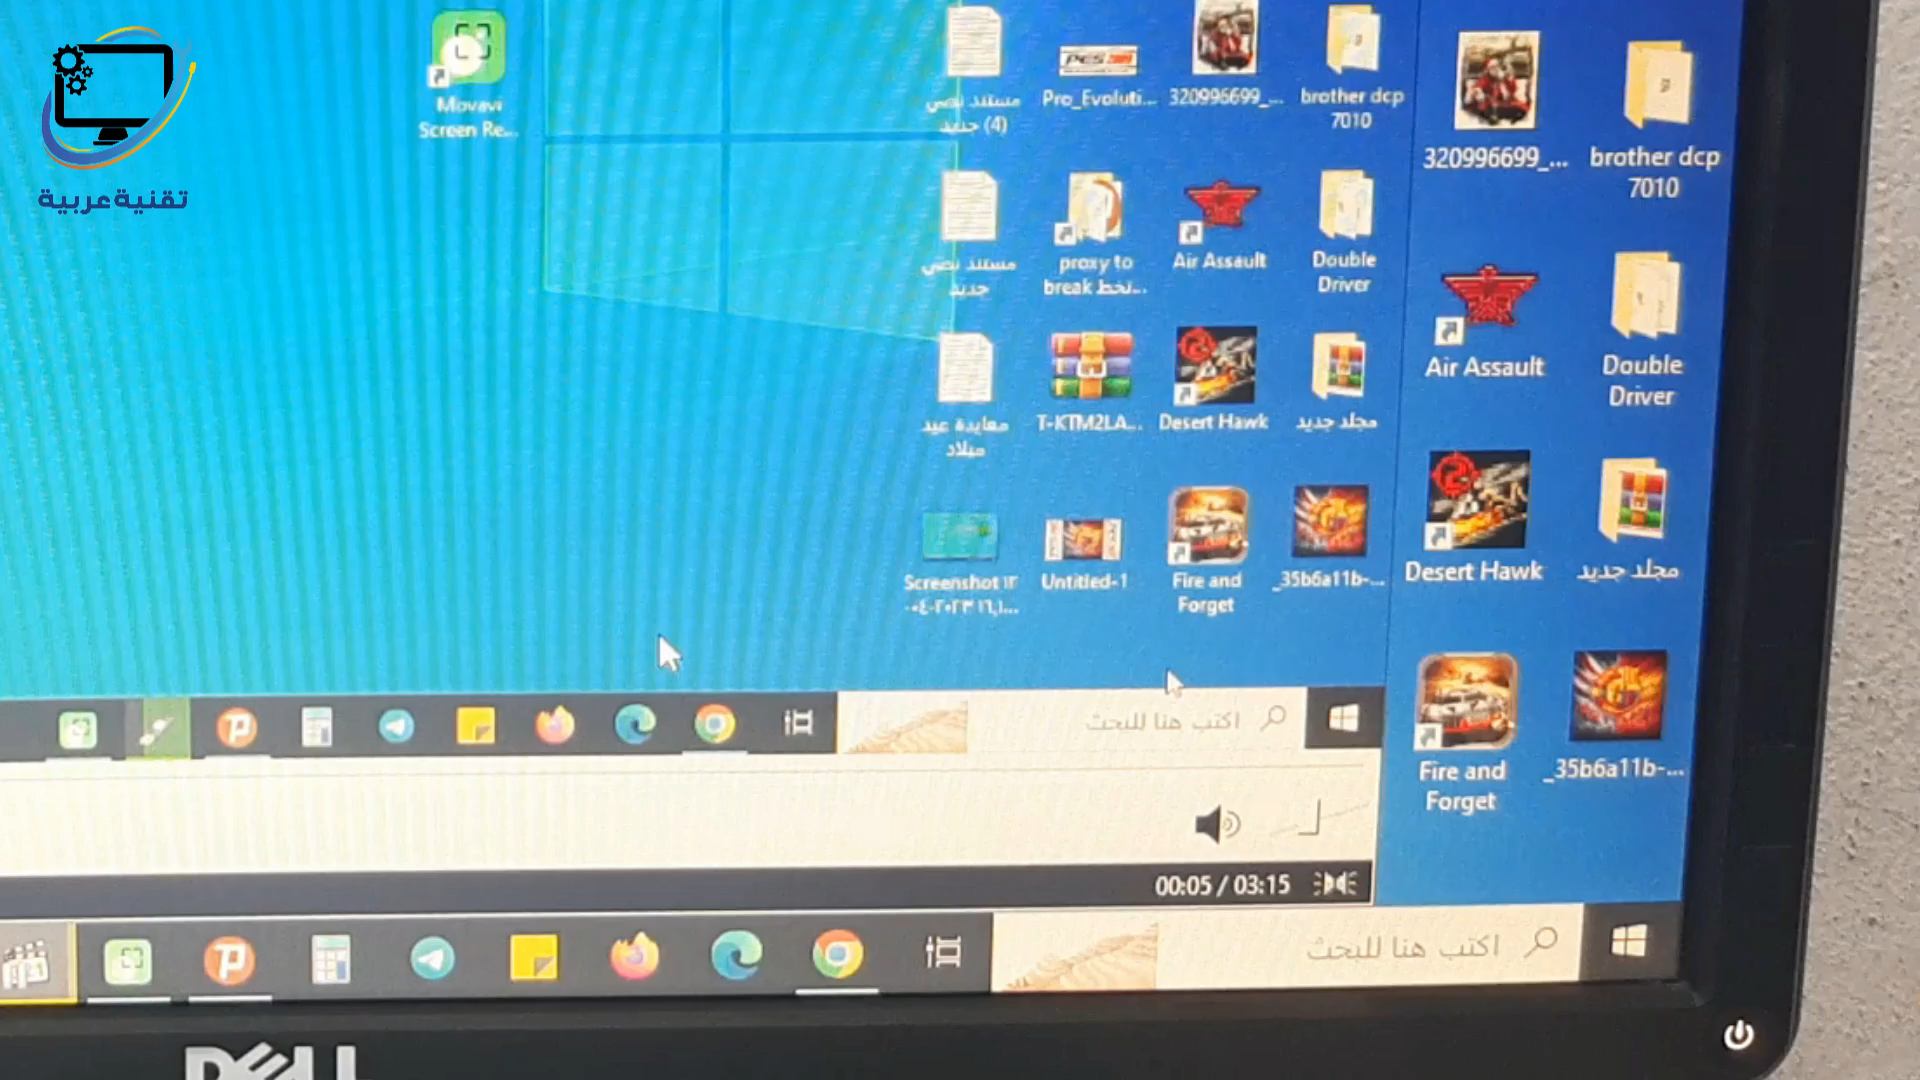 تقنية عربية
Movavi
Screen Re...
مستند نصي
جديد (4)
Pro_Evoluti...
320996699_...
brother dcp
7010
320996699_...
brother dcp
7010
مستند نصي
جديد
proxy to
break نخط...
Air Assault
Double
Driver
Air Assault
Double
Driver
معايدة عيد
ميلاد
T-KTM2LA...
Desert Hawk
مجلد جديد
Desert Hawk
مجلد جديد
Screenshot ١٣
Untitled-1
Fire and
Forget
_35b6a11b-...
Fire and
Forget
_35b6a11b-...
اكتب هنا للبحث
00:05 / 03:15
اكتب هنا للبحث
DELL